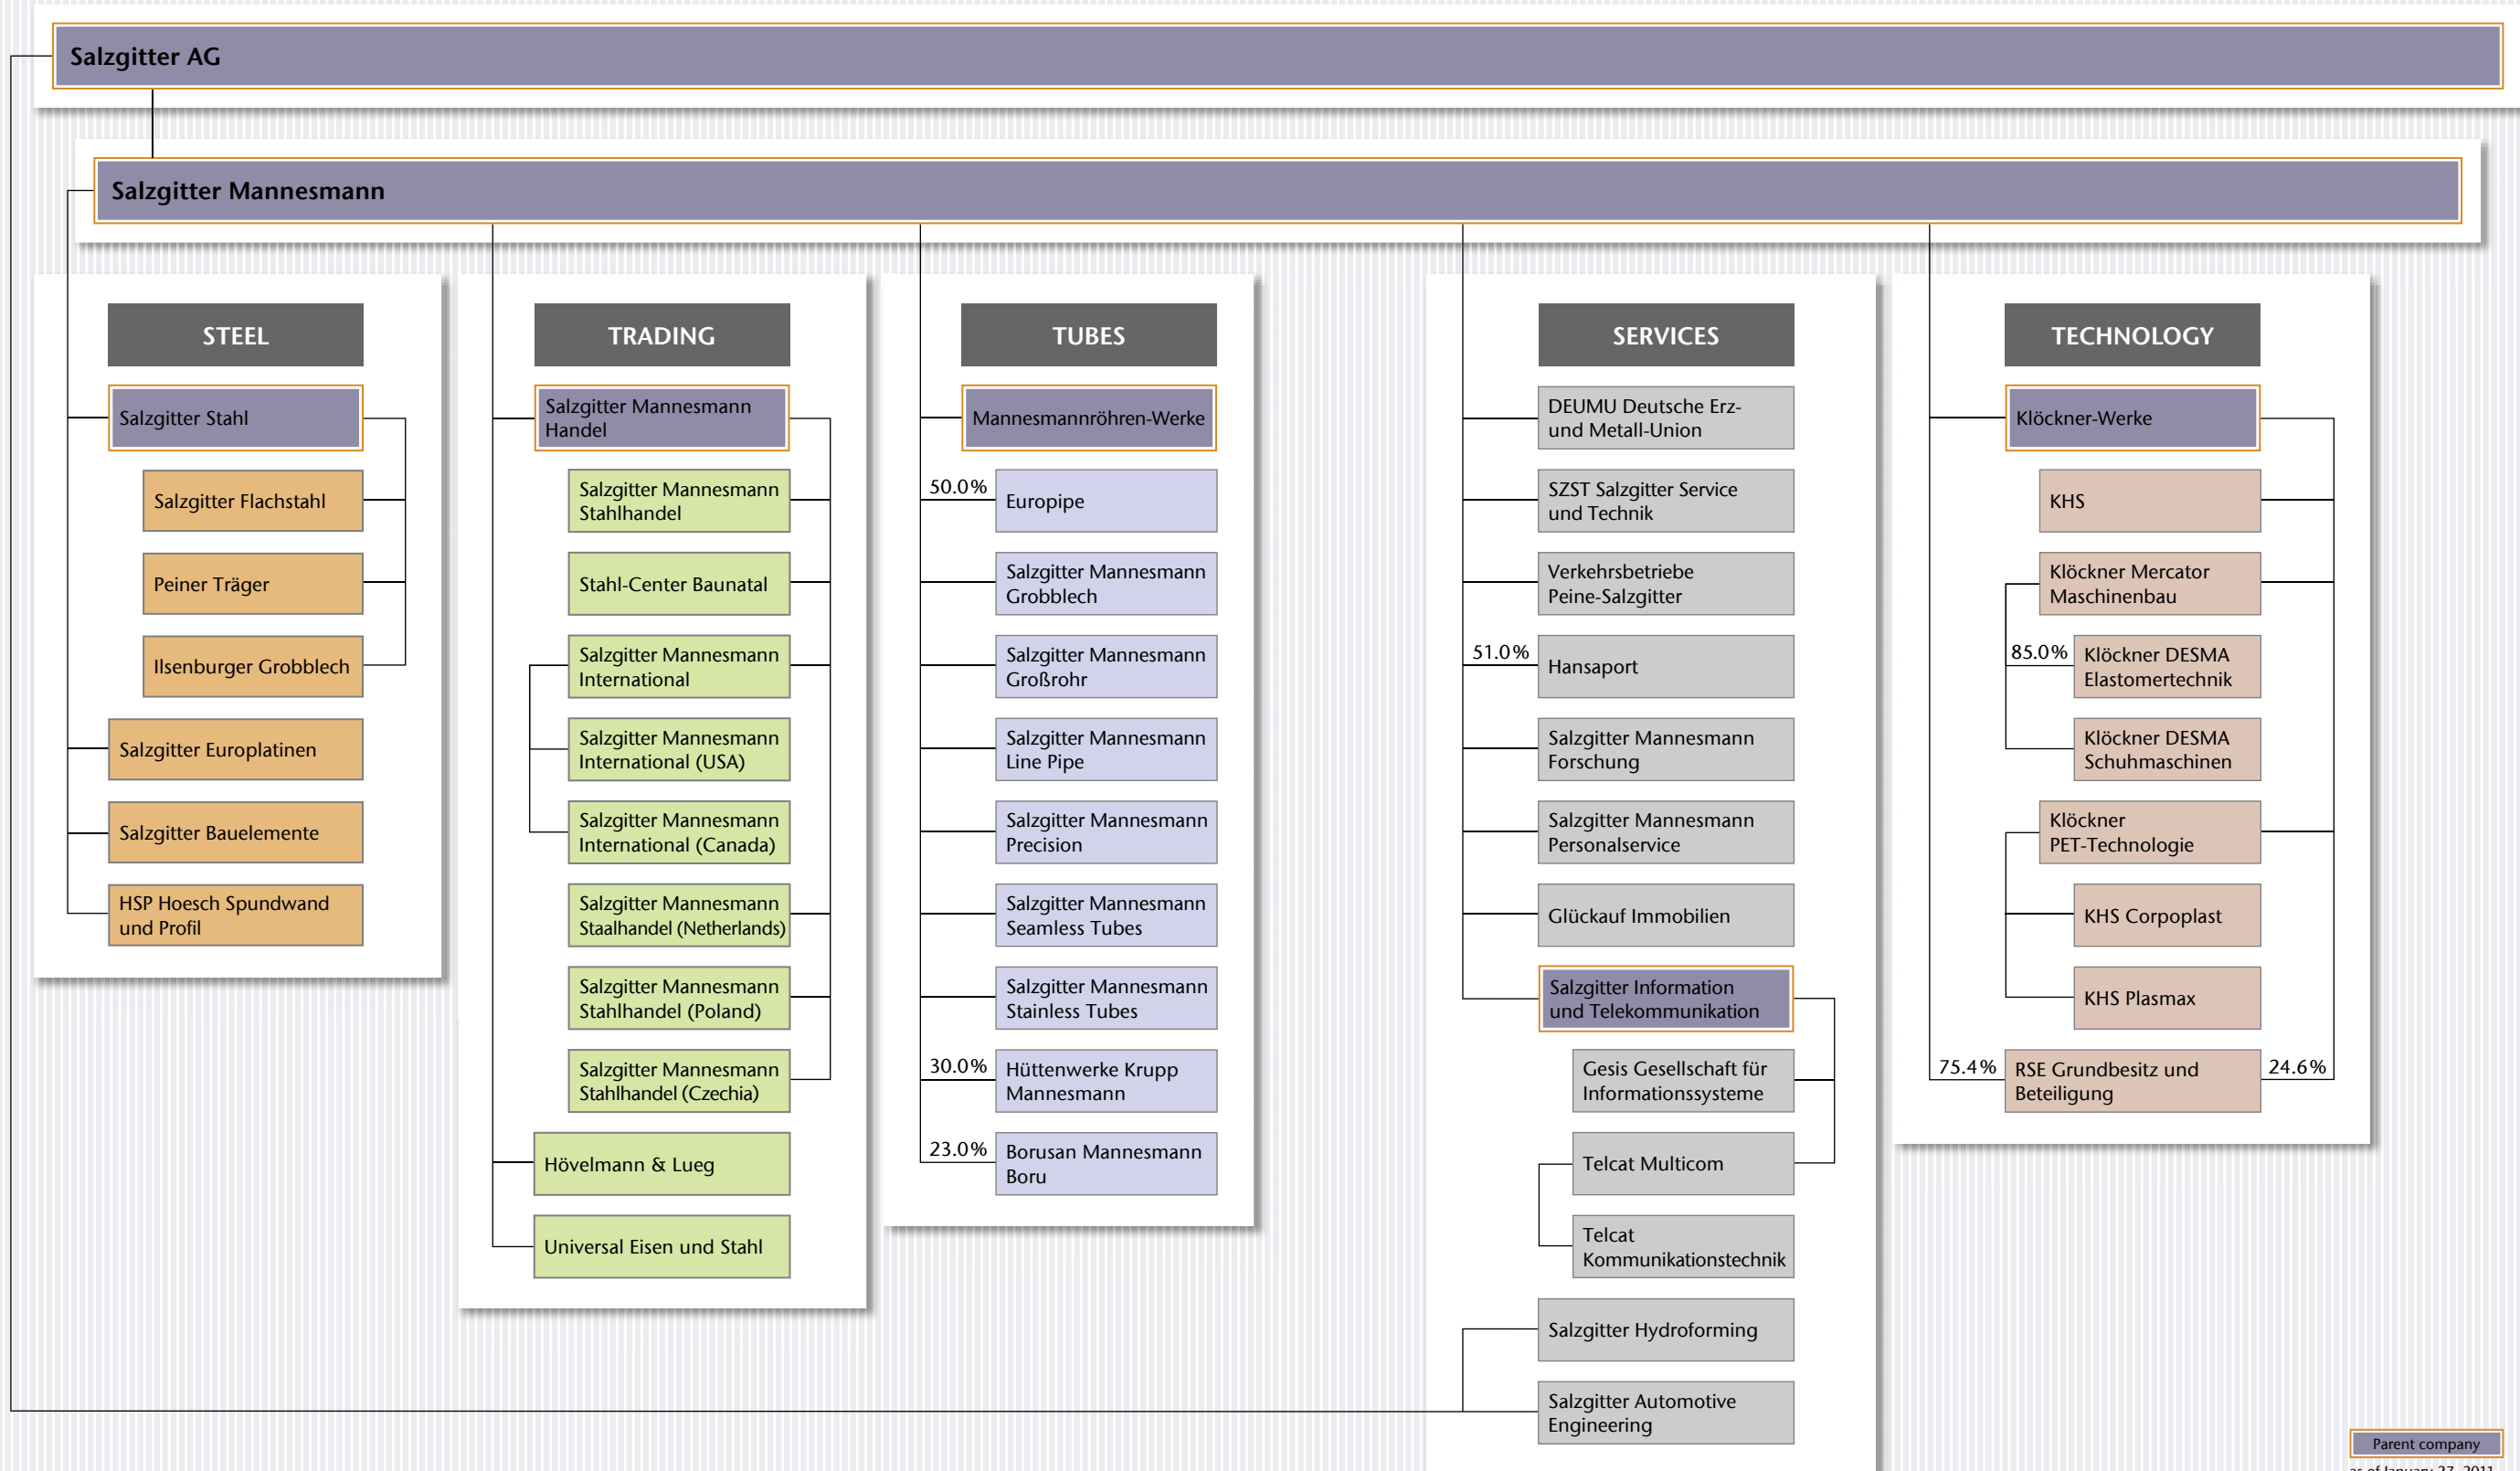 Salzgitter AG
Salzgitter Mannesmann
STEEL
Salzgitter Stahl
Salzgitter Flachstahl
Peiner Träger
Ilsenburger Grobblech
Salzgitter Europlatinen
Salzgitter Bauelemente
HSP Hoesch Spundwand
und Profil
TRADING
Salzgitter Mannesmann
Handel
Salzgitter Mannesmann
Stahlhandel
Stahl-Center Baunatal
Salzgitter Mannesmann
International
Salzgitter Mannesmann
International (USA)
Salzgitter Mannesmann
International (Canada)
Salzgitter Mannesmann
Staalhandel (Netherlands)
Salzgitter Mannesmann
Stahlhandel (Poland)
Salzgitter Mannesmann
Stahlhandel (Czechia)
Hövelmann & Lueg
Universal Eisen und Stahl
TUBES
Mannesmannröhren-Werke
50.0%
Europipe
Salzgitter Mannesmann
Grobblech
Salzgitter Mannesmann
Großrohr
Salzgitter Mannesmann
Line Pipe
Salzgitter Mannesmann
Precision
Salzgitter Mannesmann
Seamless Tubes
Salzgitter Mannesmann
Stainless Tubes
30.0%
Hüttenwerke Krupp
Mannesmann
23.0%
Borusan Mannesmann
Boru
SERVICES
DEUMU Deutsche Erz-
und Metall-Union
SZST Salzgitter Service
und Technik
Verkehrsbetriebe
Peine-Salzgitter
51.0%
Hansaport
Salzgitter Mannesmann
Forschung
Salzgitter Mannesmann
Personalservice
Glückauf Immobilien
Salzgitter Information
und Telekommunikation
Gesis Gesellschaft für
Informationssysteme
Telcat Multicom
Telcat
Kommunikationstechnik
Salzgitter Hydroforming
Salzgitter Automotive
Engineering
TECHNOLOGY
Klöckner-Werke
KHS
Klöckner Mercator
Maschinenbau
85.0%
Klöckner DESMA
Elastomertechnik
Klöckner DESMA
Schuhmaschinen
Klöckner
PET-Technologie
KHS Corpoplast
KHS Plasmax
75.4%
RSE Grundbesitz und
Beteiligung
24.6%
Parent company
as of January 27, 2011